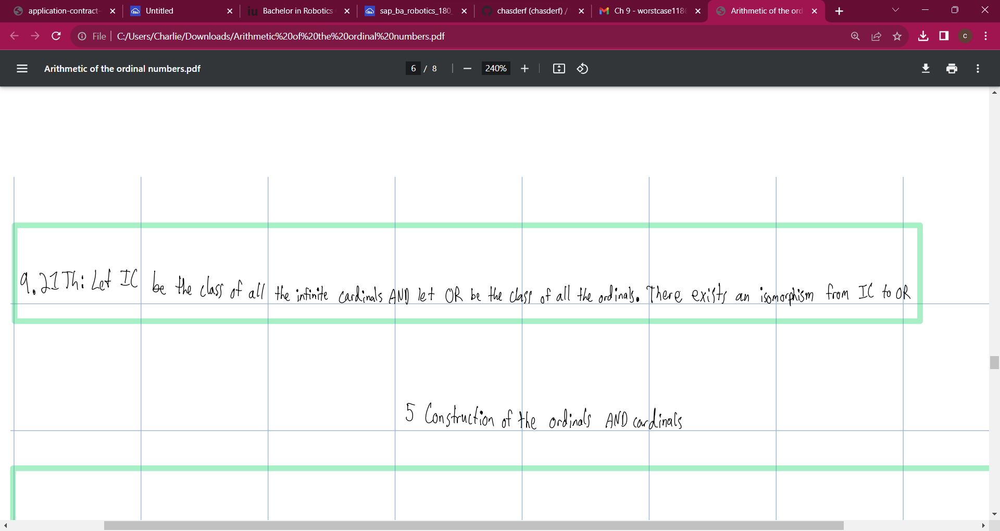 application-contract-
Untitled
iu Bachelor in Robotics
sap_ba_robotics_180_
chasderf (chasderf) /
Ch 9 - worstcase118
Arithmetic of the ord
File C:/Users/Charlie/Downloads/Arithmetic%20of%20the%20ordinal%20numbers.pdf
c
Arithmetic of the ordinal numbers.pdf
6 / 8
240%
9.21 Th: Let IC be the class of all the infinite cardinals AND let OR be the class of all the ordinals. There exists an isomorphism from IC to OR
5 Construction of the ordinals AND cardinals